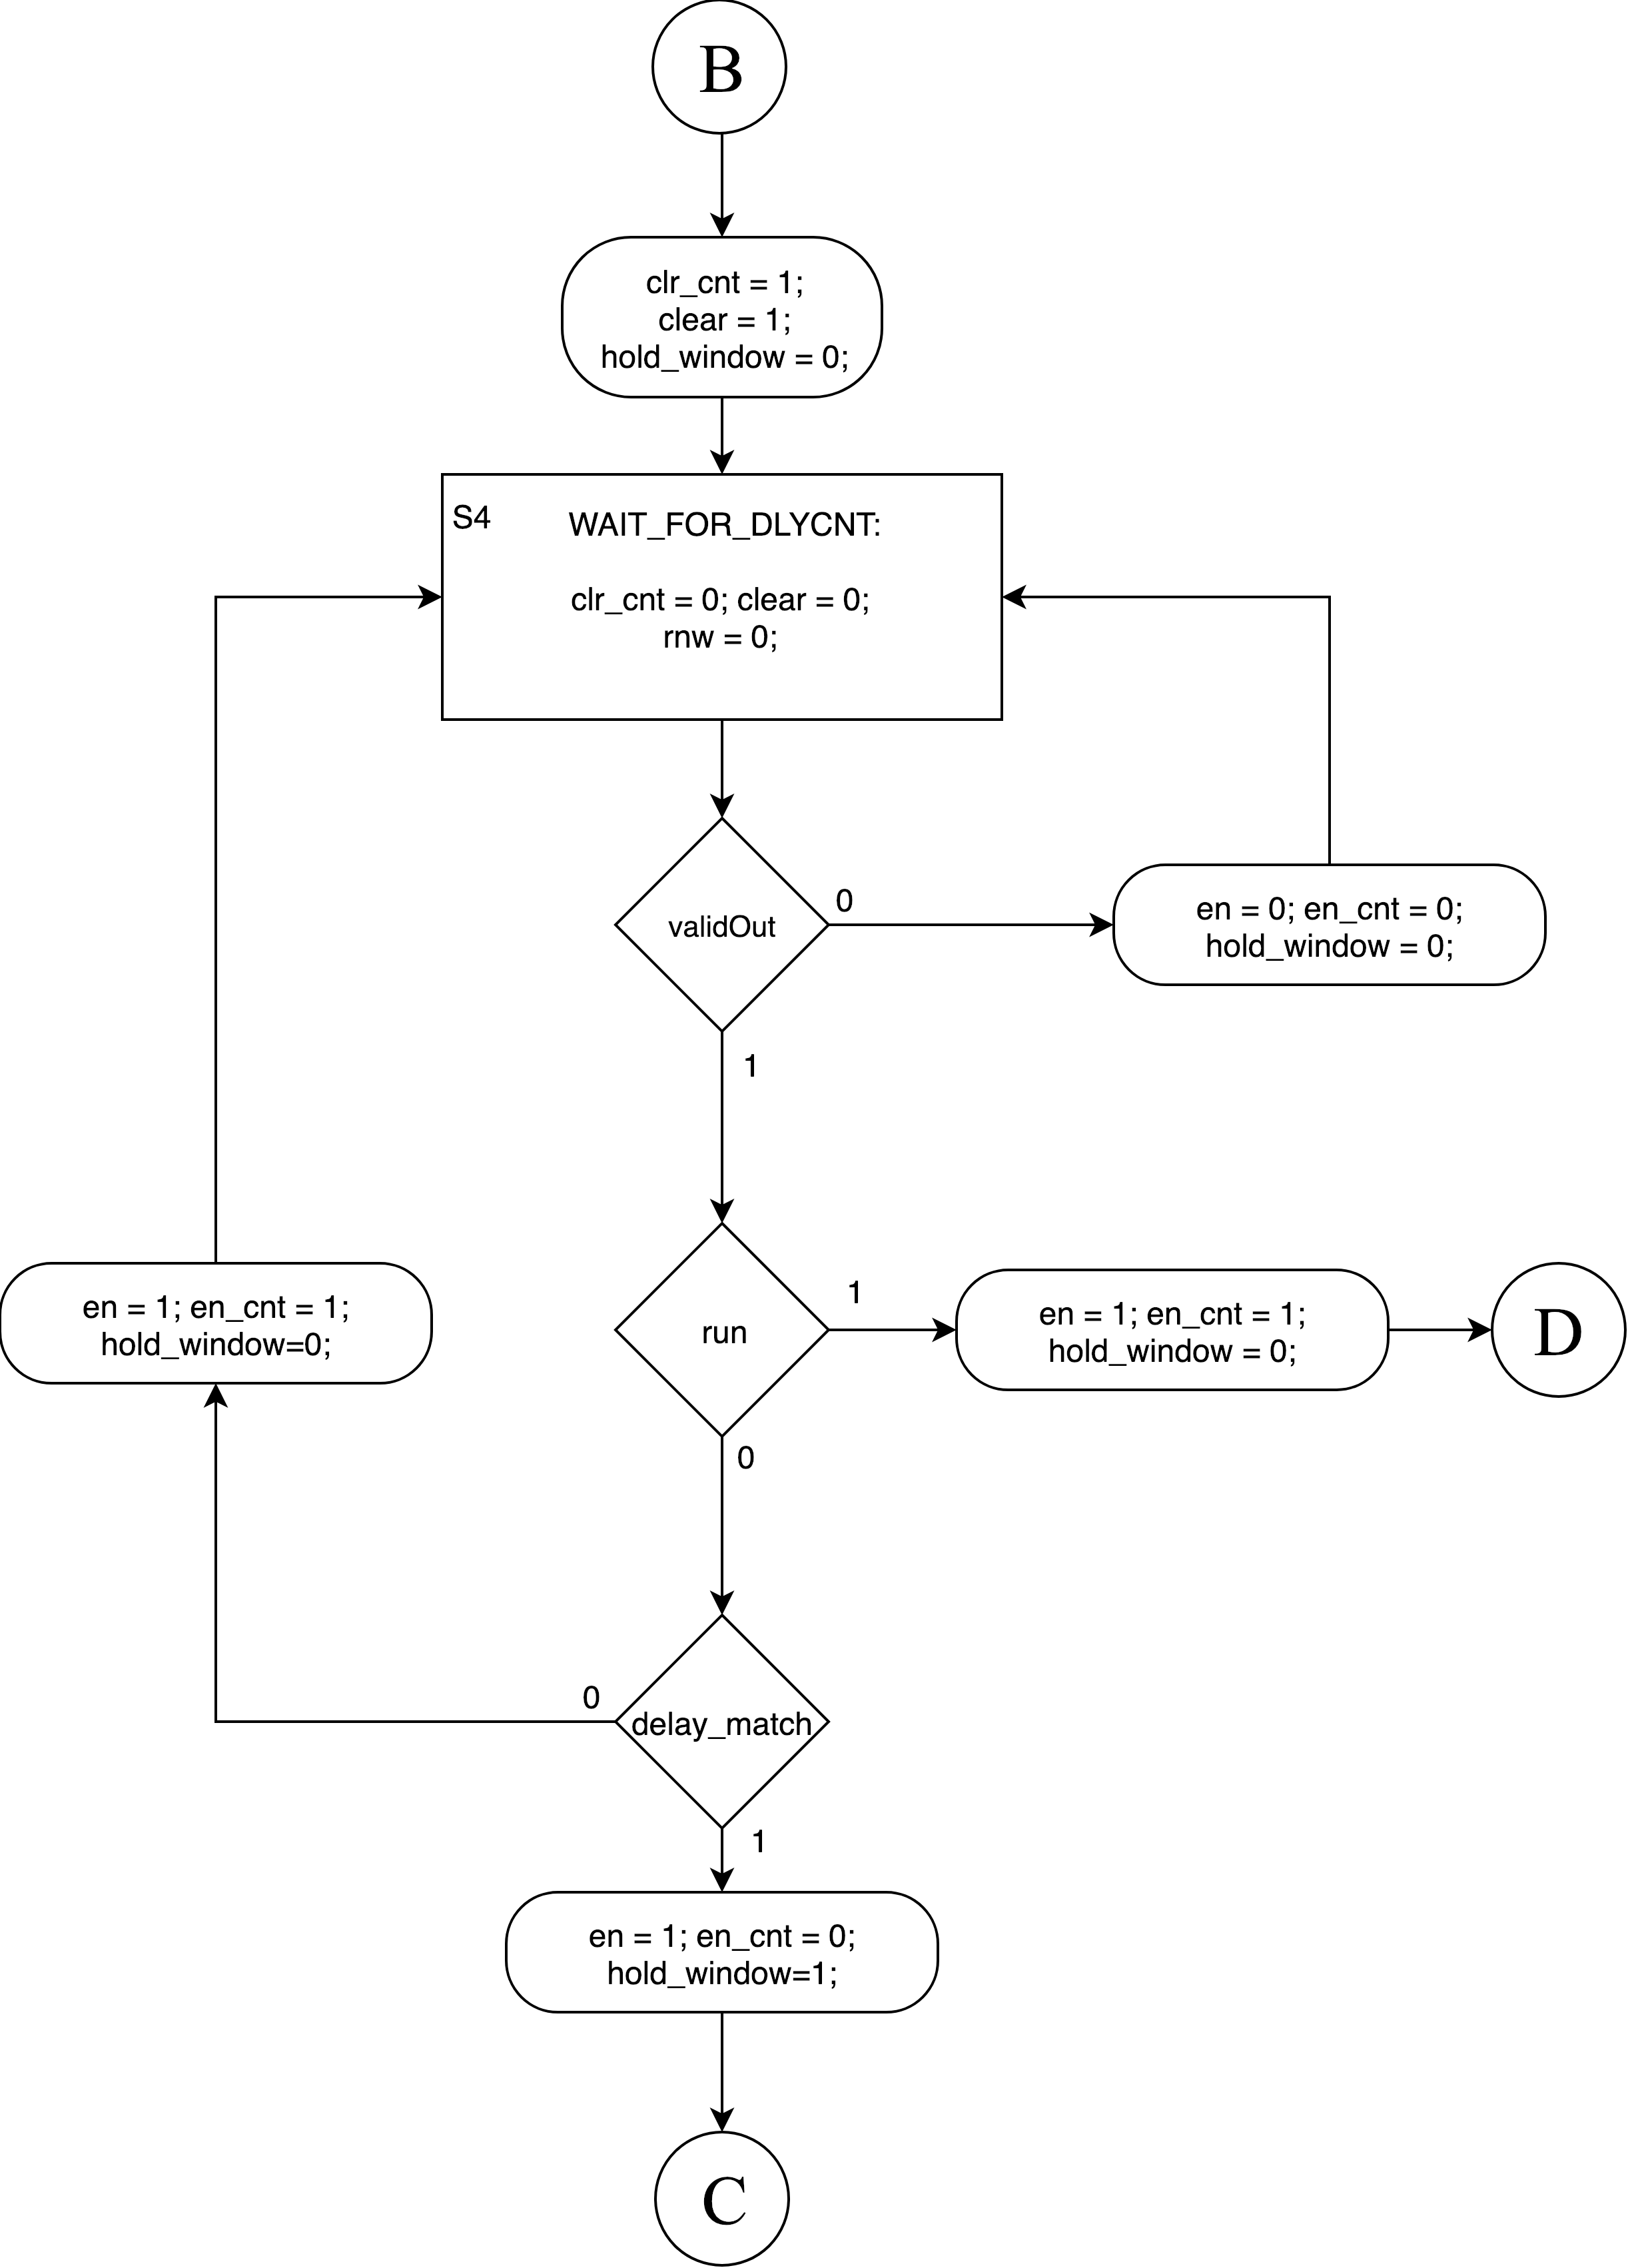 B
clr_cnt = 1;
clear = 1;
hold_window = 0;
S4
WAIT_FOR_DLYCNT:
clr_cnt = 0; clear = 0;
rnw = 0;
validOut
0
en = 0; en_cnt = 0;
hold_window = 0;
1
en = 1; en_cnt = 1;
hold_window=0;
run
1
en = 1; en_cnt = 1;
hold_window = 0;
D
0
0
delay_match
1
en = 1; en_cnt = 0;
hold_window=1;
C